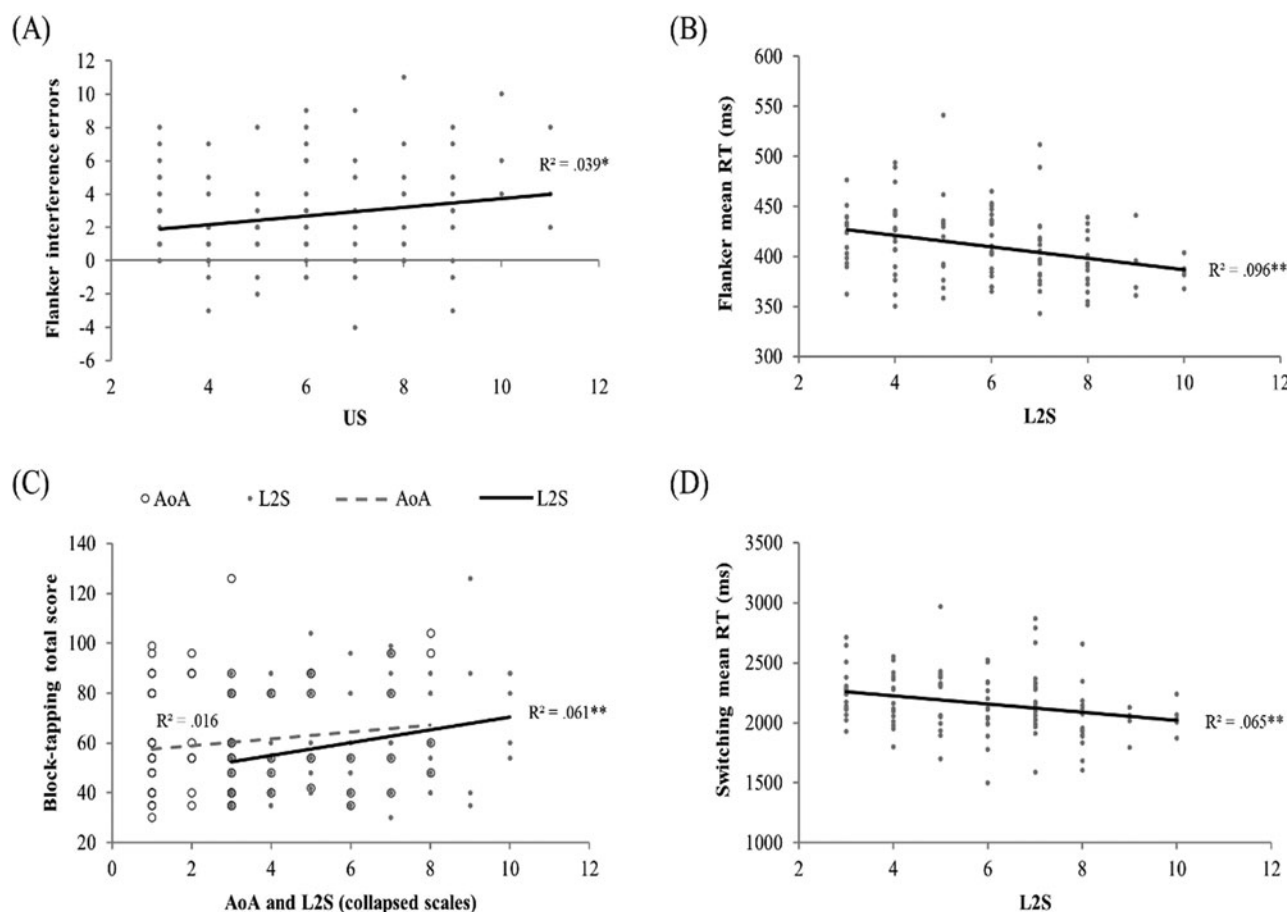 (A)
Flanker interference errors
12
10
8
6
4
2
0
-2
-4
-6
2 4 6 8 10 12
US
R² = .039*
(B)
Flanker mean RT (ms)
600
550
500
450
400
350
300
2 4 6 8 10 12
L2S
R² = .096**
(C)
AoA L2S AoA L2S
Block-tapping total score
140
120
100
80
60
40
20
0 2 4 6 8 10 12
AoA and L2S (collapsed scales)
R² = .016
R² = .061**
(D)
Switching mean RT (ms)
3500
3000
2500
2000
1500
1000
2 4 6 8 10 12
L2S
R² = .065**